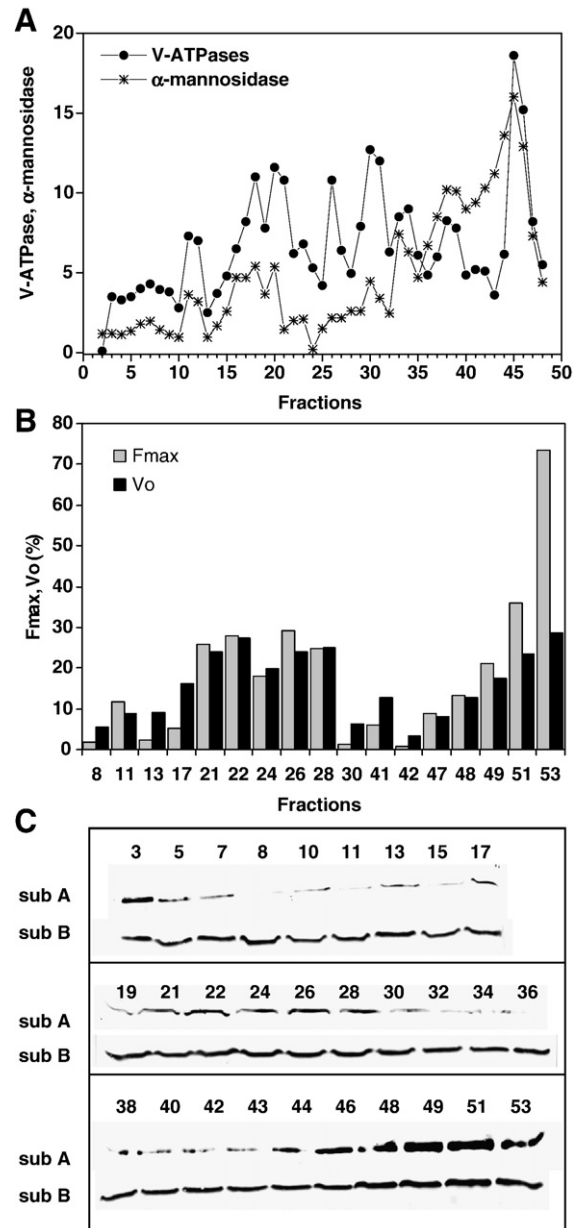 A
V-ATPases
α-mannosidase
V-ATPase, α-mannosidase
20
15
10
5
0
0 5 10 15 20 25 30 35 40 45 50
Fractions
B
Fmax
Vo
Fmax, Vo (%)
80
70
60
50
40
30
20
10
0
8 11 13 17 21 22 24 26 28 30 41 42 47 48 49 51 53
Fractions
C
3 5 7 8 10 11 13 15 17
sub A
sub B
19 21 22 24 26 28 30 32 34 36
sub A
sub B
38 40 42 43 44 46 48 49 51 53
sub A
sub B